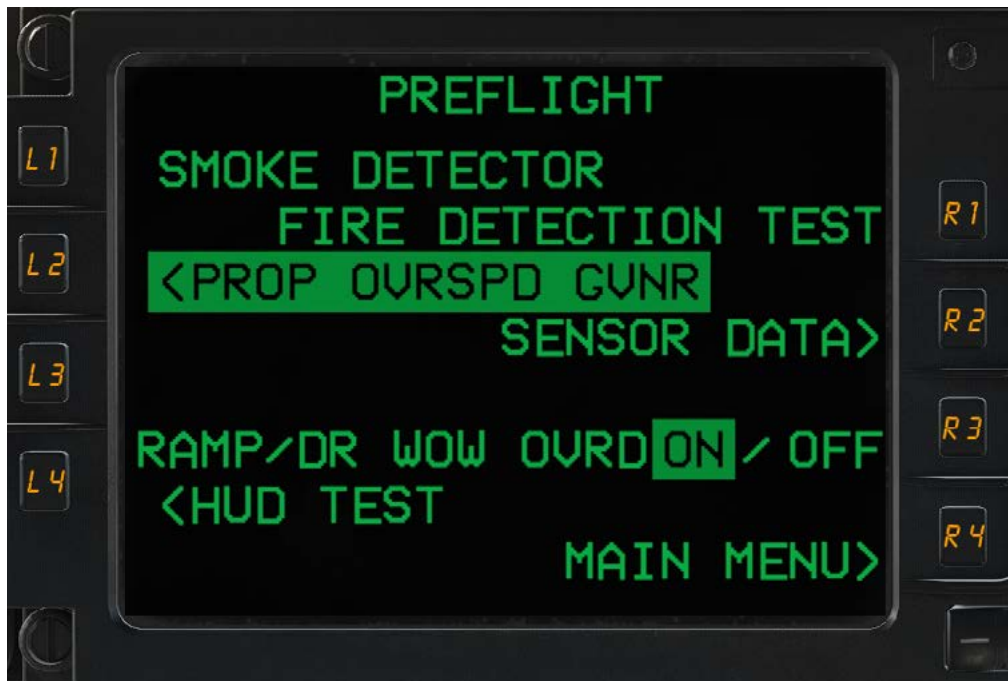 PREFLIGHT
L1
SMOKE DETECTOR
FIRE DETECTION TEST
R1
L2
<PROP OVRSPD GVNR
SENSOR DATA>
R2
L3
RAMP/DR WOW OVRD ON / OFF
R3
L4
<HUD TEST
MAIN MENU>
R4